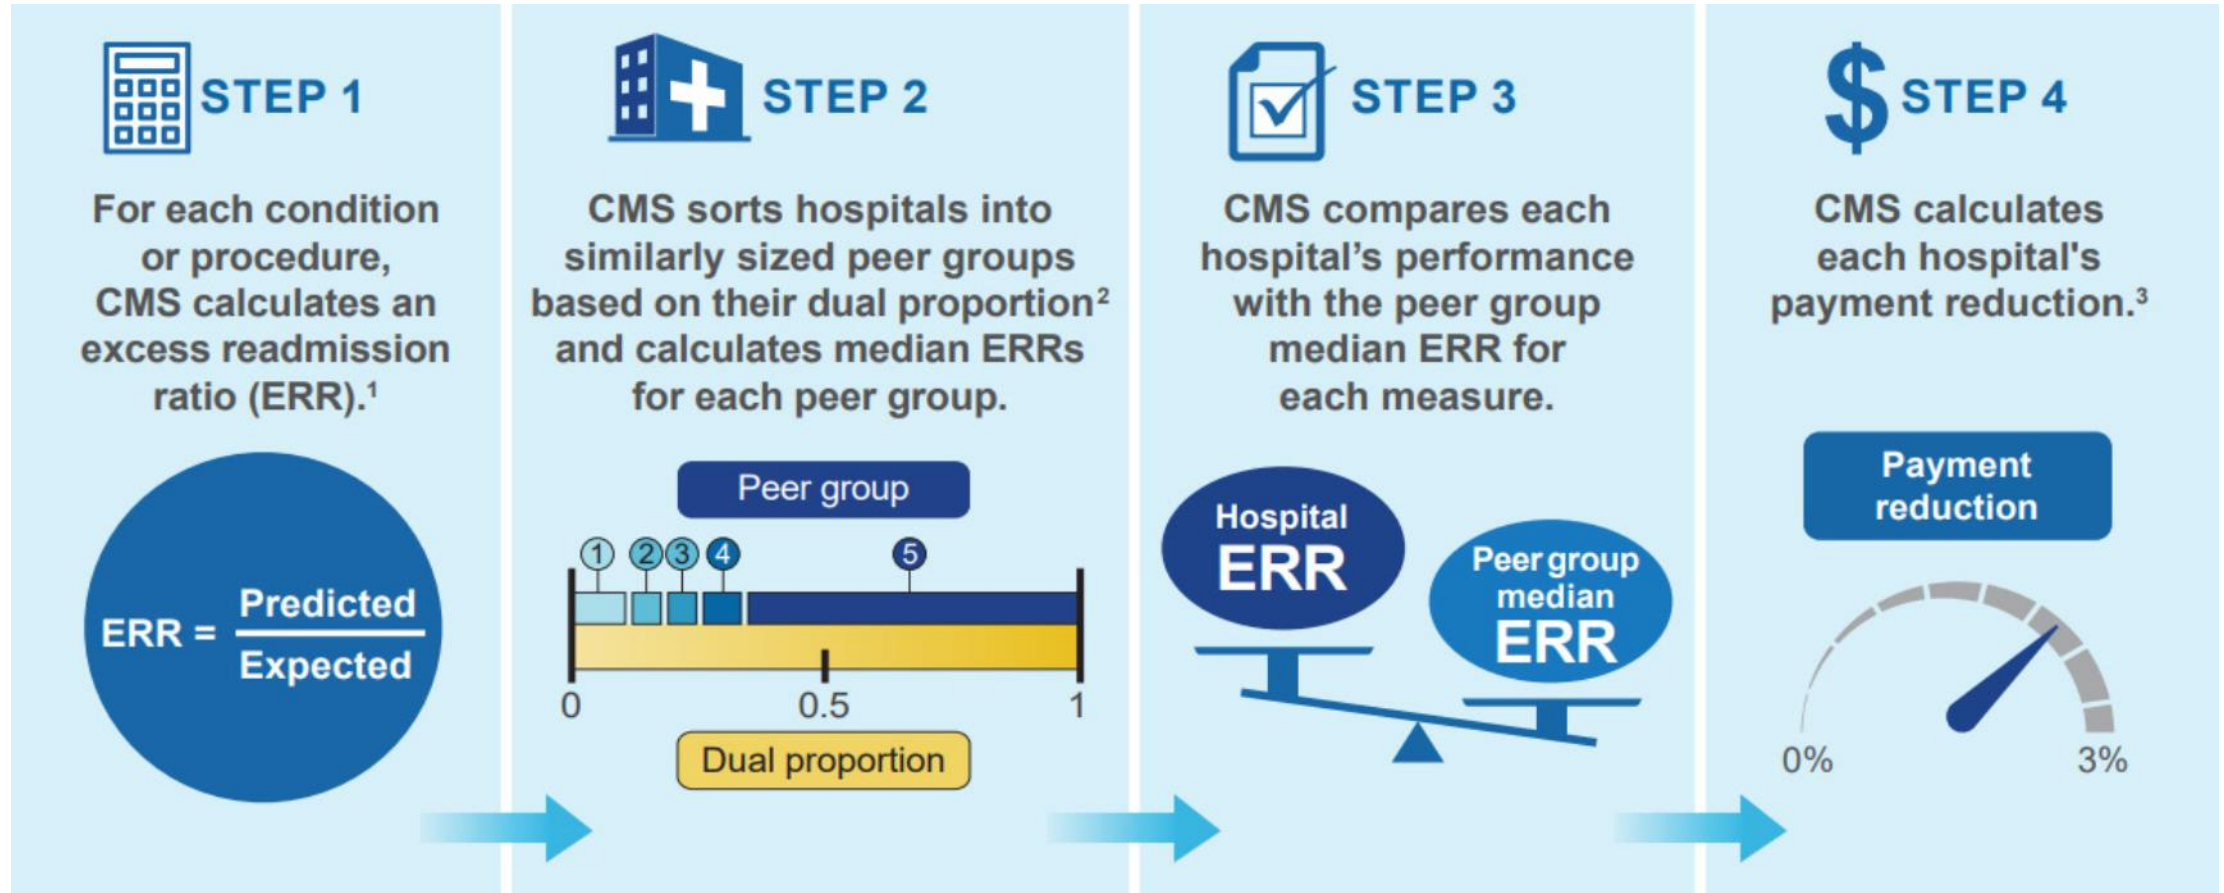 STEP 1
For each condition
or procedure,
CMS calculates an
excess readmission
ratio (ERR).¹
ERR = Predicted
Expected
STEP 2
CMS sorts hospitals into
similarly sized peer groups
based on their dual proportion²
and calculates median ERRs
for each peer group.
Peer group
1 2 3 4 5
0 0.5 1
Dual proportion
STEP 3
CMS compares each
hospital's performance
with the peer group
median ERR for
each measure.
Hospital
ERR
Peer group
median
ERR
STEP 4
CMS calculates
each hospital's
payment reduction.³
Payment
reduction
0% 3%